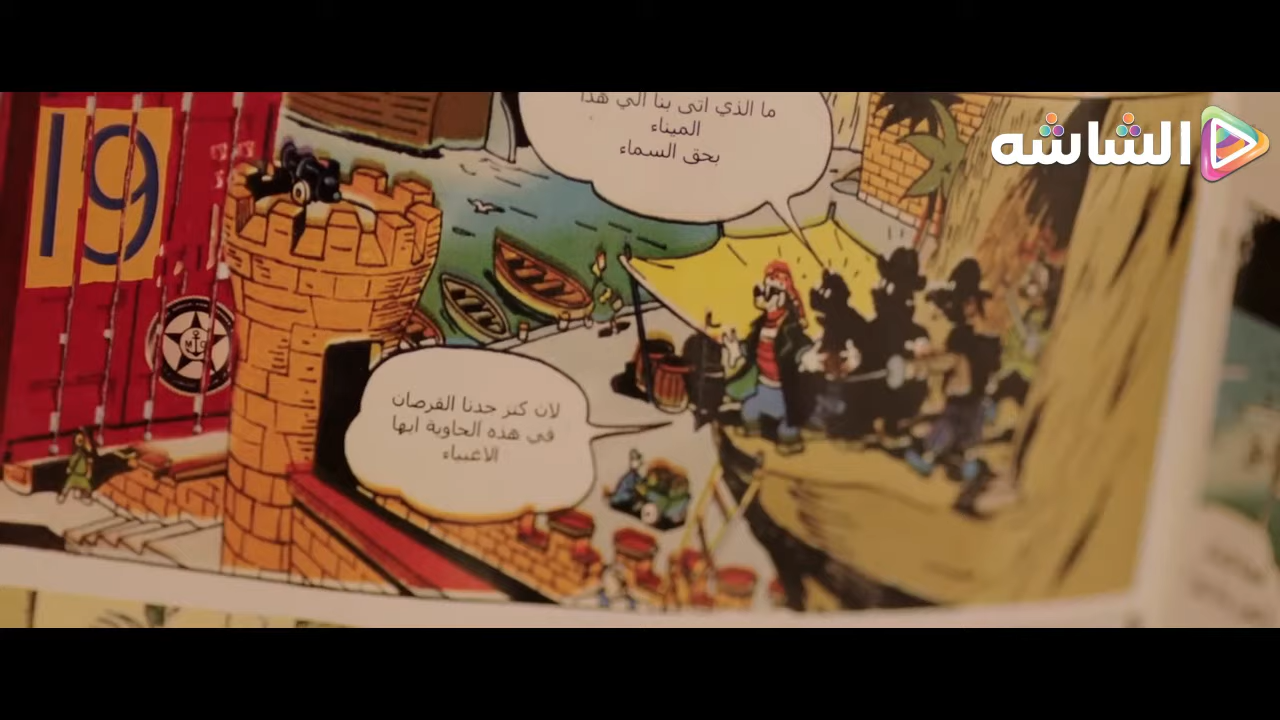 الشاشه
ما الذي اتى بنا الي هذا
الميناء
بحق السماء
19
M C
لان كنز جدنا القرصان
في هذه الحاوية ايها
الاغبياء